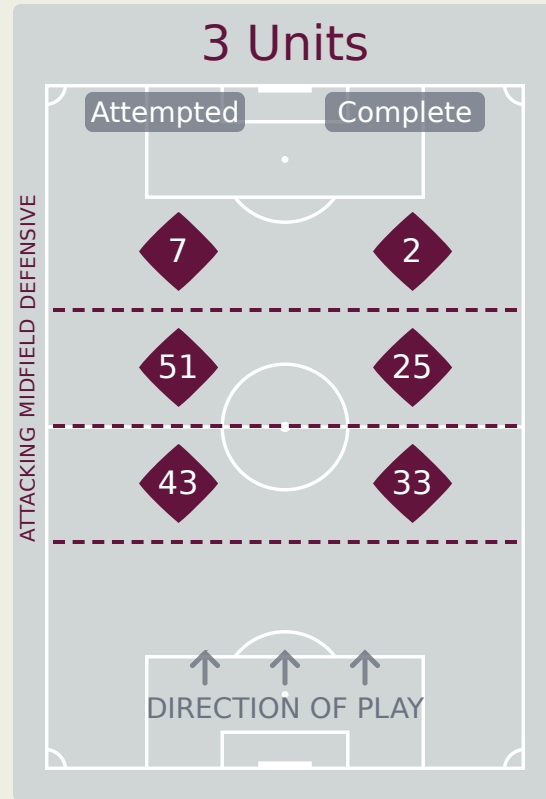 3 Units
Attempted Complete
ATTACKING MIDFIELD DEFENSIVE
7 2
51 25
43 33
DIRECTION OF PLAY